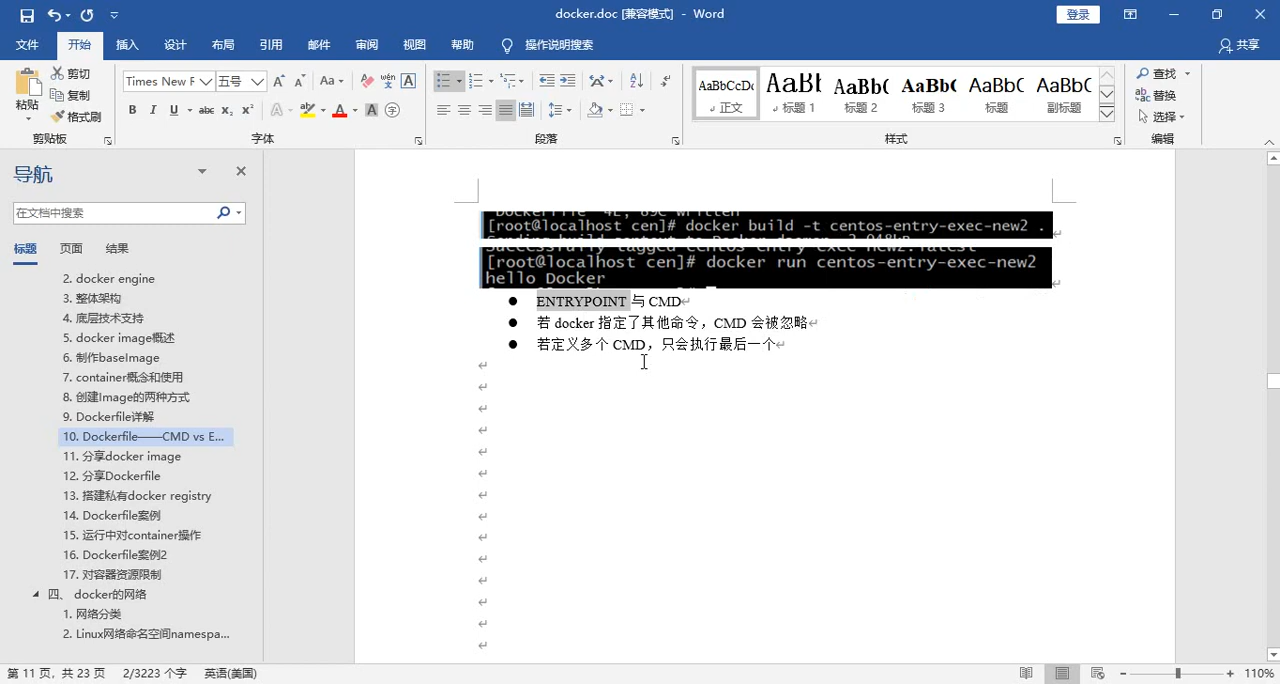 docker.doc [兼容模式] - Word
登录
文件 开始 插入 设计 布局 引用 邮件 审阅 视图 帮助 操作说明搜索 共享
粘贴 剪切 复制 格式刷
Times New F 五号 Aa wén A
B I U abc x₂ x² A A A 字
正文 标题 1 标题 2 标题 3 标题 副标题
查找 替换 选择
剪贴板 字体 段落 样式 编辑
导航
在文档中搜索
标题 页面 结果
2. docker engine
3. 整体架构
4. 底层技术支持
5. docker image概述
6. 制作baseImage
7. container概念和使用
8. 创建Image的两种方式
9. Dockerfile详解
10. Dockerfile——CMD vs E...
11. 分享docker image
12. 分享Dockerfile
13. 搭建私有docker registry
14. Dockerfile案例
15. 运行中对container操作
16. Dockerfile案例2
17. 对容器资源限制
四、 docker的网络
1. 网络分类
2. Linux网络命名空间namespa...
[root@localhost cen]# docker build -t centos-entry-exec-new2 .
[root@localhost cen]# docker run centos-entry-exec-new2
hello Docker
ENTRYPOINT 与 CMD
若 docker 指定了其他命令，CMD 会被忽略
若定义多个 CMD，只会执行最后一个
第 11 页，共 23 页 2/3223 个字 英语(美国) 110%